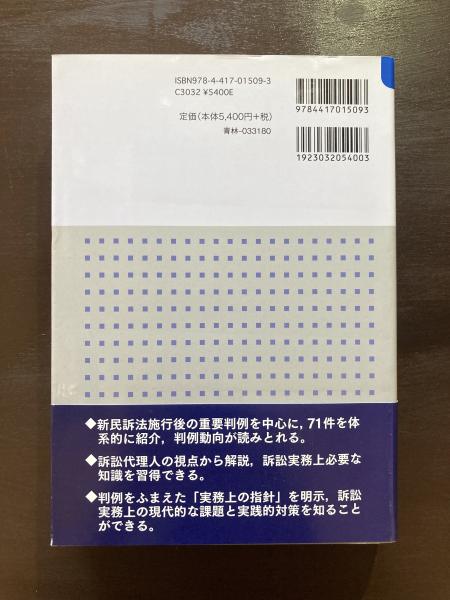 ISBN978-4-417-01509-3
C3032 ¥5400E
定価(本体5,400円+税)
青林-033180
9784417015093
1923032054003
◆新民訴法施行後の重要判例を中心に,71件を体
系的に紹介,判例動向が読みとれる。
◆訴訟代理人の視点から解説,訴訟実務上必要な
知識を習得できる。
◆判例をふまえた「実務上の指針」を明示,訴訟
実務上の現代的な課題と実践的対策を知ること
ができる。